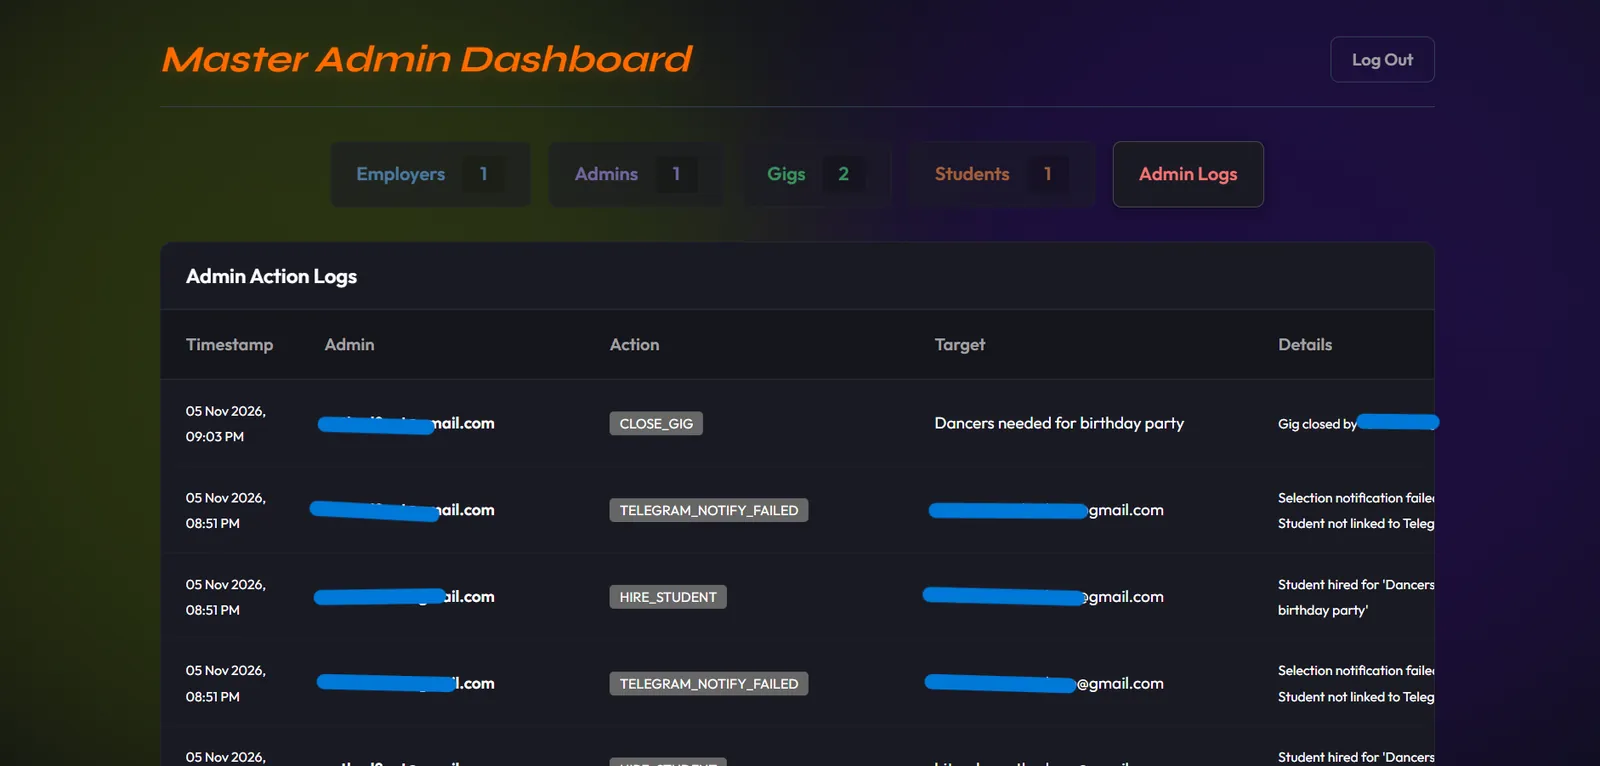 Master Admin Dashboard
Log Out
Employers 1
Admins 1
Gigs 2
Students 1
Admin Logs
Admin Action Logs
Timestamp Admin Action Target Details
05 Nov 2026,
09:03 PM
mail.com
CLOSE_GIG
Dancers needed for birthday party
Gig closed by
05 Nov 2026,
08:51 PM
ail.com
TELEGRAM_NOTIFY_FAILED
gmail.com
Selection notification faile
Student not linked to Teleg
05 Nov 2026,
08:51 PM
ail.com
HIRE_STUDENT
@gmail.com
Student hired for 'Dancers
birthday party'
05 Nov 2026,
08:51 PM
l.com
TELEGRAM_NOTIFY_FAILED
@gmail.com
Selection notification faile
Student not linked to Teleg
05 Nov 2026,
Student hired for 'Dancers